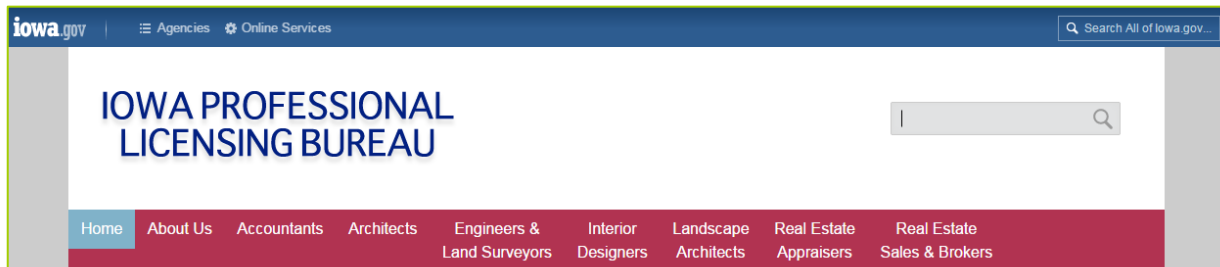 iowa.gov Agencies Online Services Search All of Iowa.gov...
IOWA PROFESSIONAL
LICENSING BUREAU
Home About Us Accountants Architects Engineers & Interior Landscape Real Estate Real Estate
Land Surveyors Designers Architects Appraisers Sales & Brokers